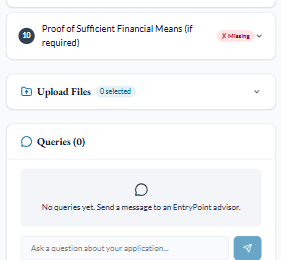 10 Proof of Sufficient Financial Means (if
required)
✗ Missing
Upload Files 0 selected
Queries (0)
No queries yet. Send a message to an EntryPoint advisor.
Ask a question about your application...